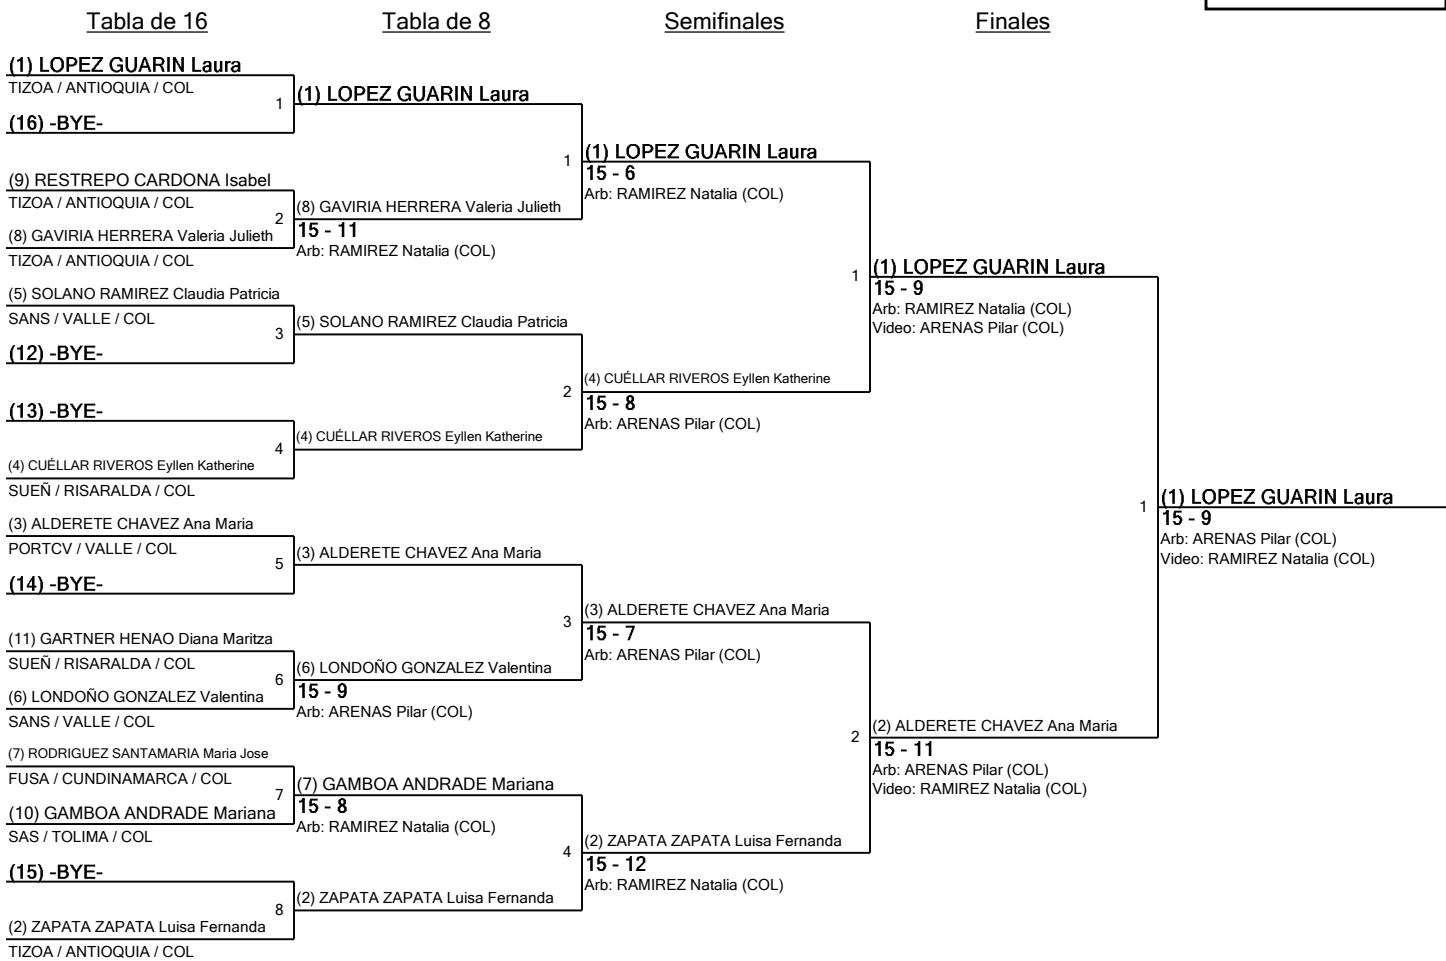 Tabla de 16
Tabla de 8
Semifinales
Finales
(1) LOPEZ GUARIN Laura
TIZOA / ANTIOQUIA / COL
1
(16) -BYE-
(9) RESTREPO CARDONA Isabel
TIZOA / ANTIOQUIA / COL
2
(8) GAVIRIA HERRERA Valeria Julieth
TIZOA / ANTIOQUIA / COL
(5) SOLANO RAMIREZ Claudia Patricia
SANS / VALLE / COL
3
(12) -BYE-
(13) -BYE-
4
(4) CUÉLLAR RIVEROS Eyllen Katherine
SUEÑ / RISARALDA / COL
(3) ALDERETE CHAVEZ Ana Maria
PORTCV / VALLE / COL
5
(14) -BYE-
(11) GARTNER HENAO Diana Maritza
SUEÑ / RISARALDA / COL
6
(6) LONDOÑO GONZALEZ Valentina
SANS / VALLE / COL
(7) RODRIGUEZ SANTAMARIA Maria Jose
FUSA / CUNDINAMARCA / COL
7
(10) GAMBOA ANDRADE Mariana
SAS / TOLIMA / COL
(15) -BYE-
8
(2) ZAPATA ZAPATA Luisa Fernanda
TIZOA / ANTIOQUIA / COL
(1) LOPEZ GUARIN Laura
1
(8) GAVIRIA HERRERA Valeria Julieth
15 - 11
Arb: RAMIREZ Natalia (COL)
(5) SOLANO RAMIREZ Claudia Patricia
2
(4) CUÉLLAR RIVEROS Eyllen Katherine
(3) ALDERETE CHAVEZ Ana Maria
3
(6) LONDOÑO GONZALEZ Valentina
15 - 9
Arb: ARENAS Pilar (COL)
(7) GAMBOA ANDRADE Mariana
15 - 8
Arb: RAMIREZ Natalia (COL)
4
(2) ZAPATA ZAPATA Luisa Fernanda
(1) LOPEZ GUARIN Laura
15 - 6
Arb: RAMIREZ Natalia (COL)
1
(4) CUÉLLAR RIVEROS Eyllen Katherine
15 - 8
Arb: ARENAS Pilar (COL)
(3) ALDERETE CHAVEZ Ana Maria
15 - 7
Arb: ARENAS Pilar (COL)
2
(2) ZAPATA ZAPATA Luisa Fernanda
15 - 12
Arb: RAMIREZ Natalia (COL)
(1) LOPEZ GUARIN Laura
15 - 9
Arb: RAMIREZ Natalia (COL)
Video: ARENAS Pilar (COL)
1
(2) ALDERETE CHAVEZ Ana Maria
15 - 11
Arb: ARENAS Pilar (COL)
Video: RAMIREZ Natalia (COL)
(1) LOPEZ GUARIN Laura
15 - 9
Arb: ARENAS Pilar (COL)
Video: RAMIREZ Natalia (COL)